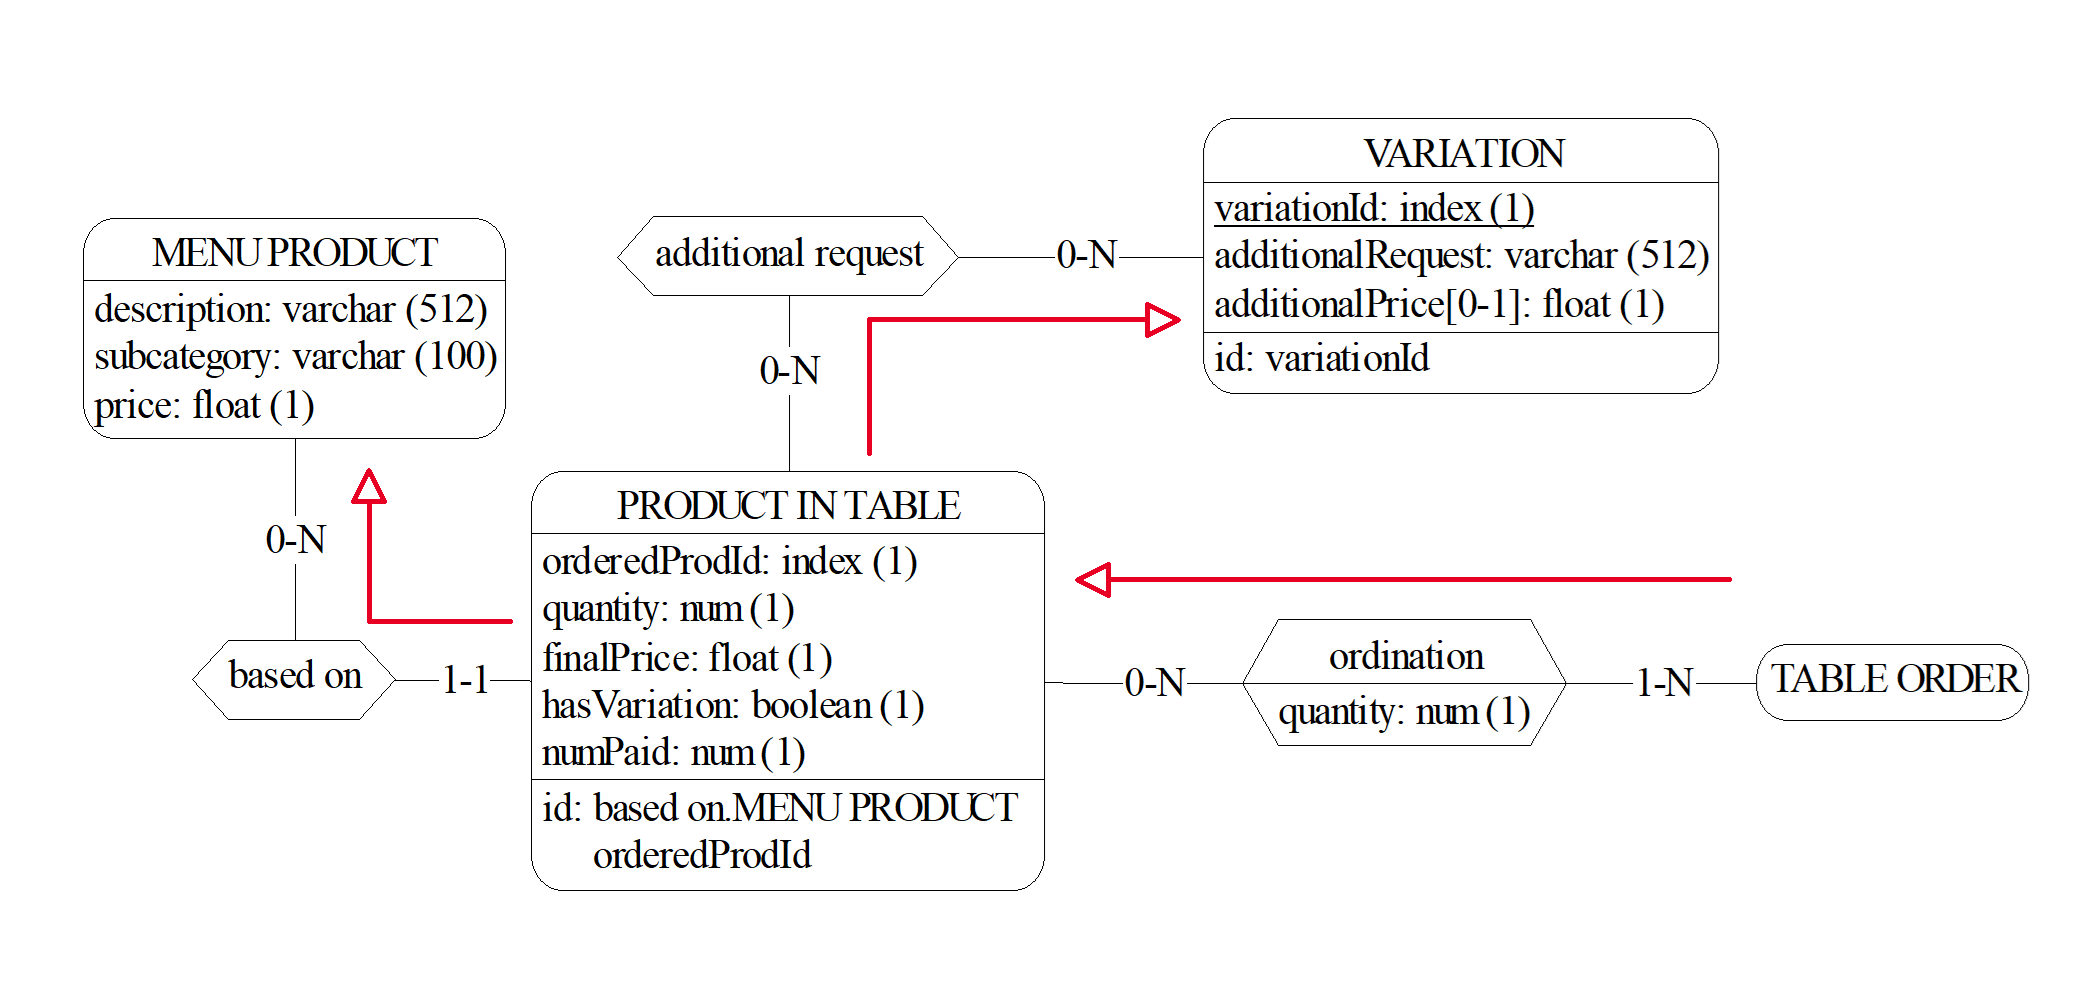 VARIATION
variationId: index (1)
additionalRequest: varchar (512)
additionalPrice[0-1]: float (1)
id: variationId
additional request
0-N
0-N
MENU PRODUCT
description: varchar (512)
subcategory: varchar (100)
price: float (1)
0-N
based on
1-1
PRODUCT IN TABLE
orderedProdId: index (1)
quantity: num (1)
finalPrice: float (1)
hasVariation: boolean (1)
numPaid: num (1)
id: based on.MENU PRODUCT
orderedProdId
0-N
ordination
quantity: num (1)
1-N
TABLE ORDER